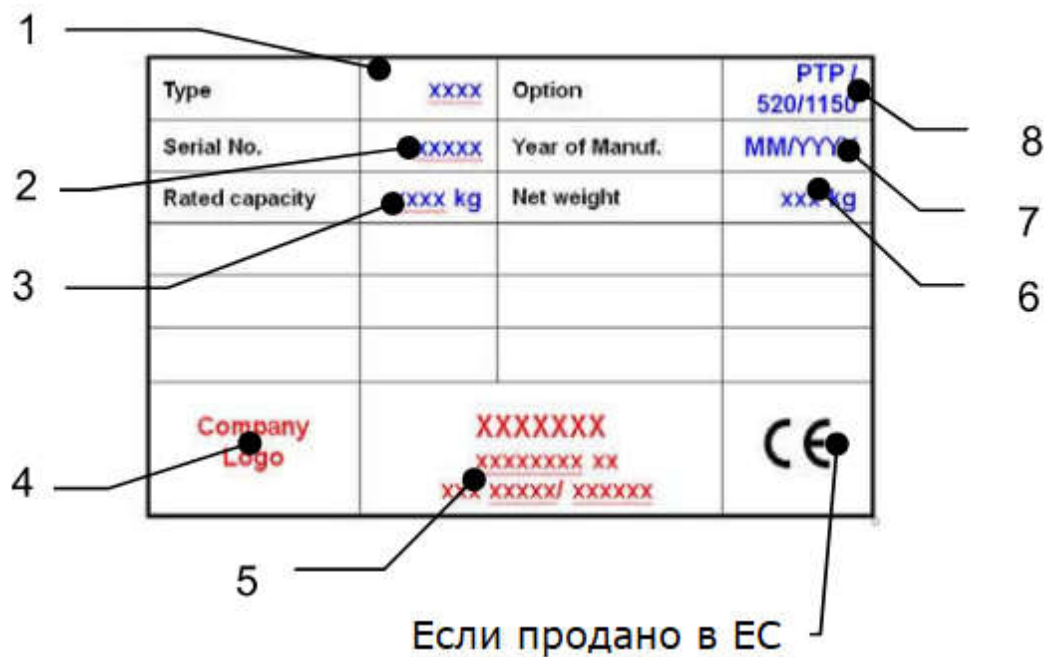 1
Type xxxx Option PTP /
520/1150
8
Serial No. xxxxx Year of Manuf. MM/YYYY
2
7
Rated capacity xxxx kg Net weight xxx kg
3
6
Company
Logo
XXXXXXX
xxxxxxxx xx
xxx xxxxx/ xxxxxx
CE
4
5
Если продано в ЕС